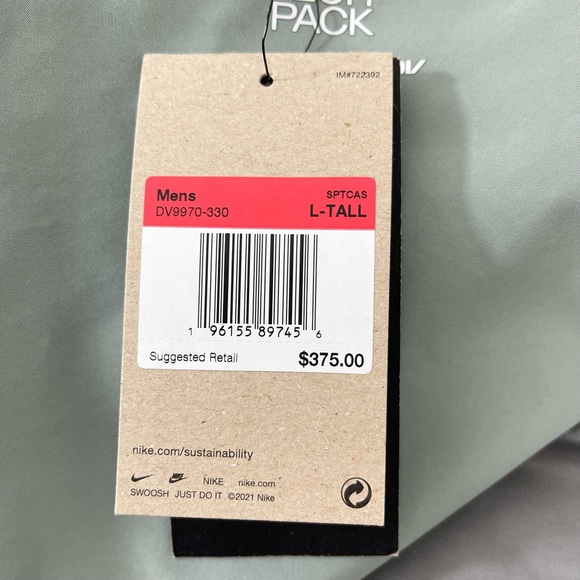 PACK
IM#722392
Mens SPTCAS
DV9970-330 L-TALL
1 96155 89745 6
Suggested Retail $375.00
nike.com/sustainability
NIKE nike.com
SWOOSH JUST DO IT ©2021 Nike